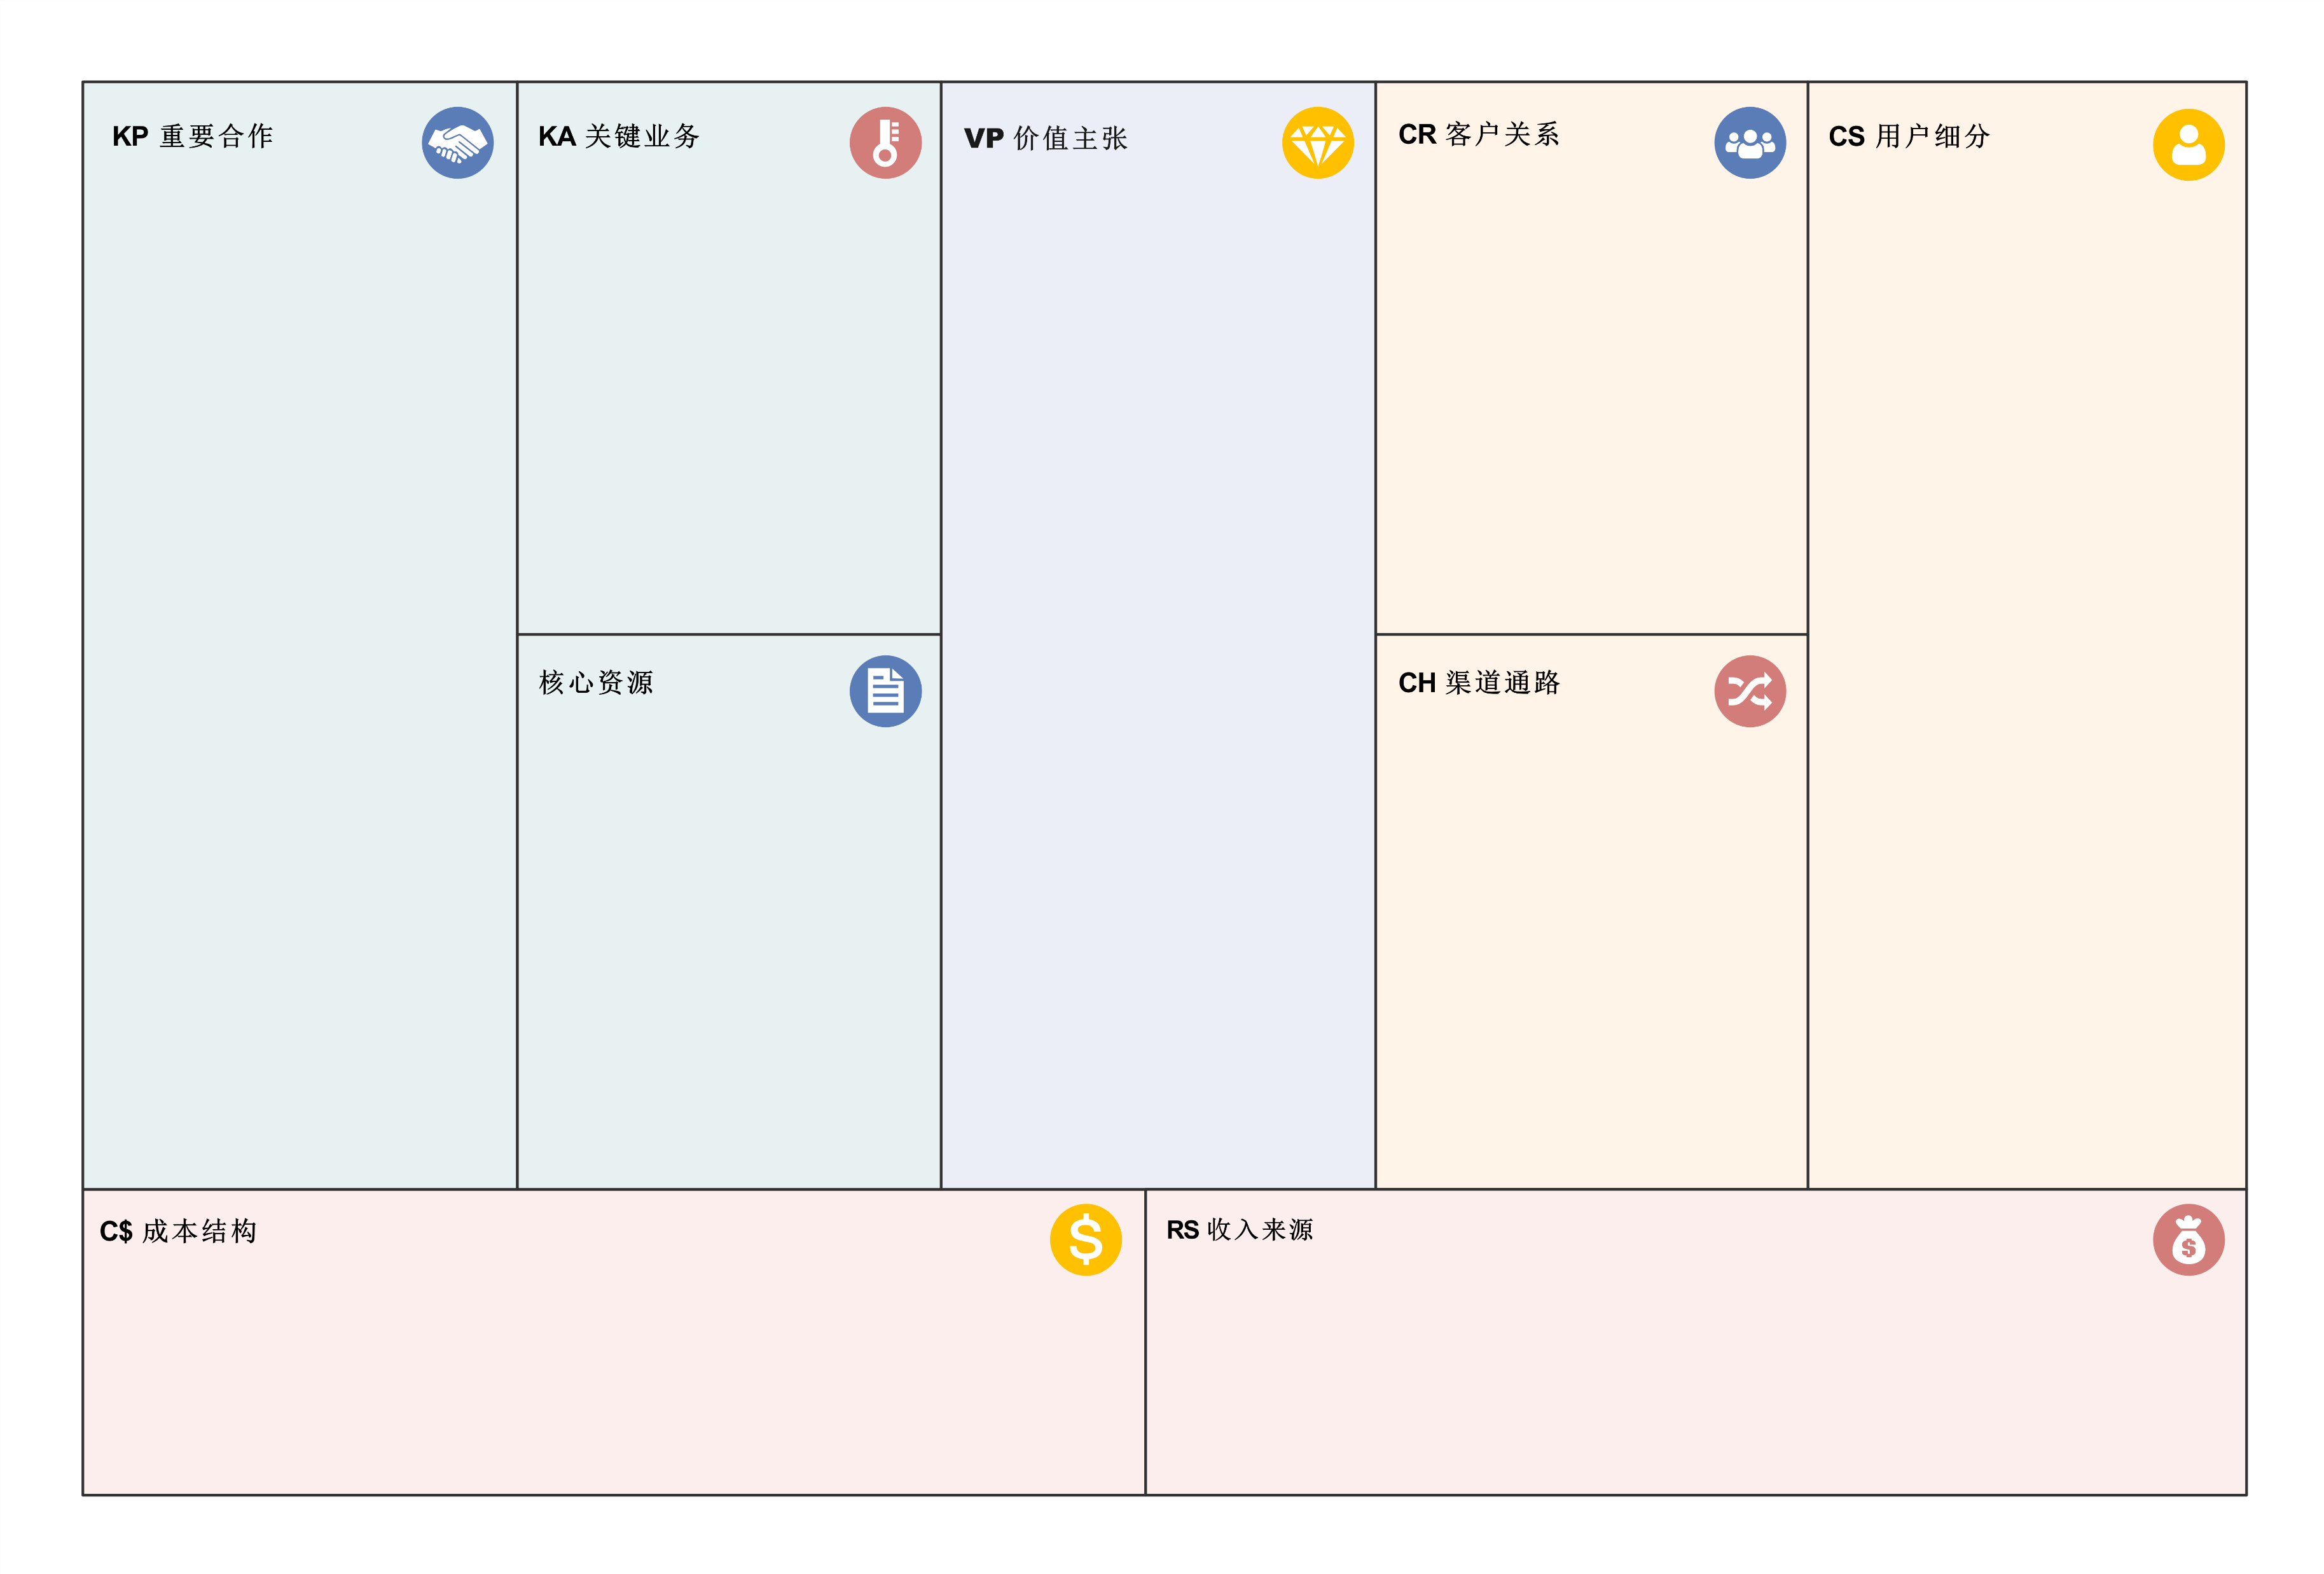 KP 重要合作
KA 关键业务
VP 价值主张
CR 客户关系
CS 用户细分
核心资源
CH 渠道通路
C$ 成本结构
RS 收入来源